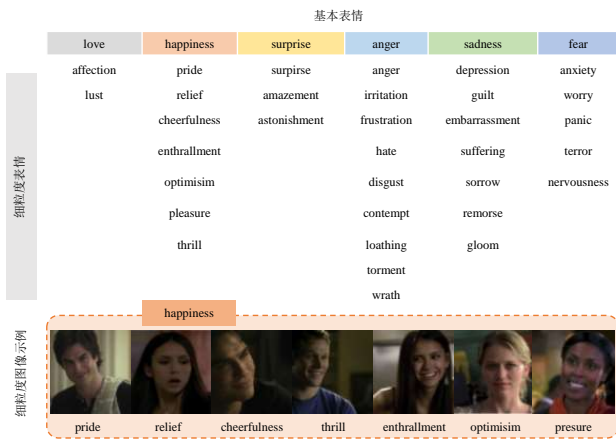 基本表情
love happiness surprise anger sadness fear
细粒度表情
affection pride surpirse anger depression anxiety
lust relief amazement irritation guilt worry
cheerfulness astonishment frustration embarrassment panic
enthrallment hate suffering terror
optimisim disgust sorrow nervousness
pleasure contempt remorse
thrill loathing gloom
torment
wrath
happiness
细粒度图像示例
pride relief cheerfulness thrill enthrallment optimisim presure